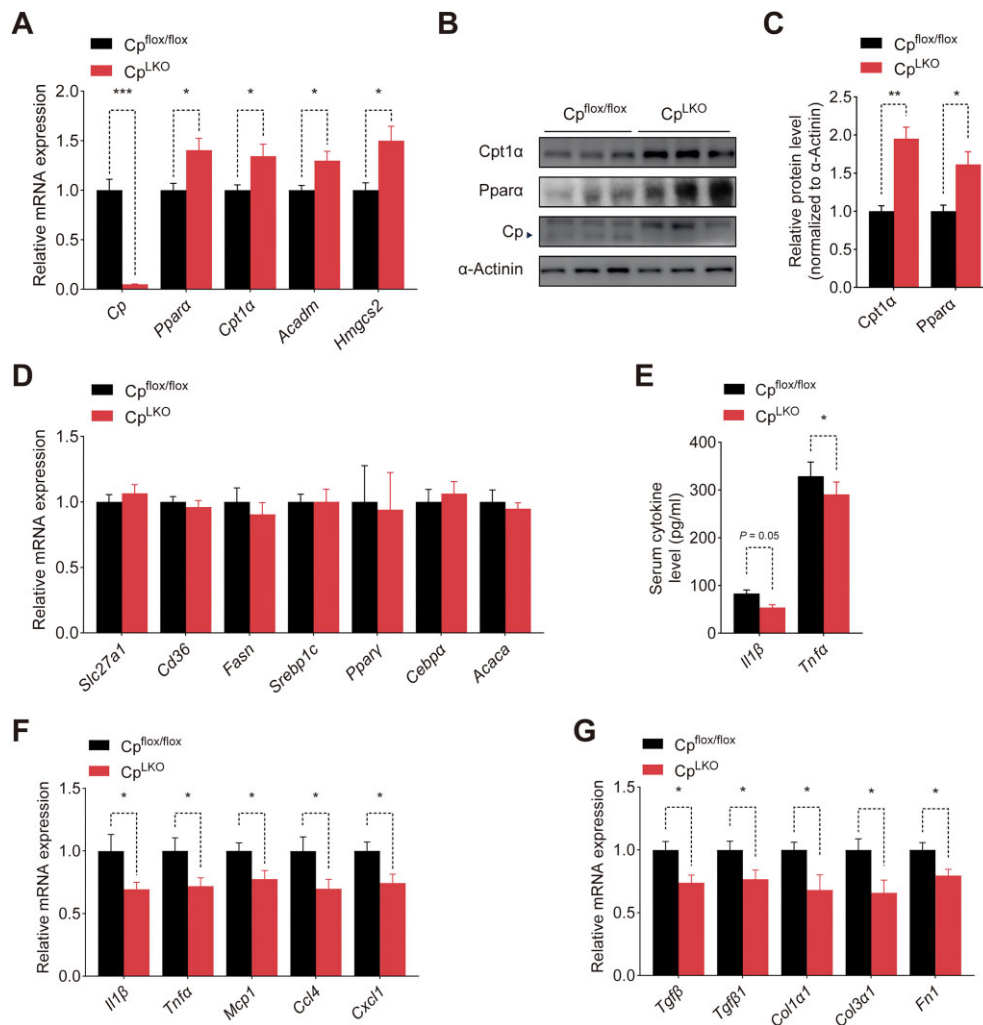 A
Cp^flox/flox
Cp^LKO
Relative mRNA expression
2.0
1.5
1.0
0.5
0.0
***
*
*
*
*
Cp
Pparα
Cpt1α
Acadm
Hmgcs2
B
Cp^flox/flox
Cp^LKO
Cpt1α
Pparα
Cp
α-Actinin
C
Cp^flox/flox
Cp^LKO
Relative protein level
(normalized to α-Actinin)
2.5
2.0
1.5
1.0
0.5
0.0
**
*
Cpt1α
Pparα
D
Cp^flox/flox
Cp^LKO
Relative mRNA expression
1.5
1.0
0.5
0.0
Slc27a1
Cd36
Fasn
Srebp1c
Pparγ
Cebpα
Acaca
E
Cp^flox/flox
Cp^LKO
Serum cytokine
level (pg/ml)
400
300
200
100
0
P = 0.05
*
Il1β
Tnfα
F
Cp^flox/flox
Cp^LKO
Relative mRNA expression
1.5
1.0
0.5
0.0
*
*
*
*
*
Il1β
Tnfα
Mcp1
Ccl4
Cxcl1
G
Cp^flox/flox
Cp^LKO
Relative mRNA expression
1.5
1.0
0.5
0.0
*
*
*
*
*
Tgfβ
Tgfβ1
Col1α1
Col3α1
Fn1